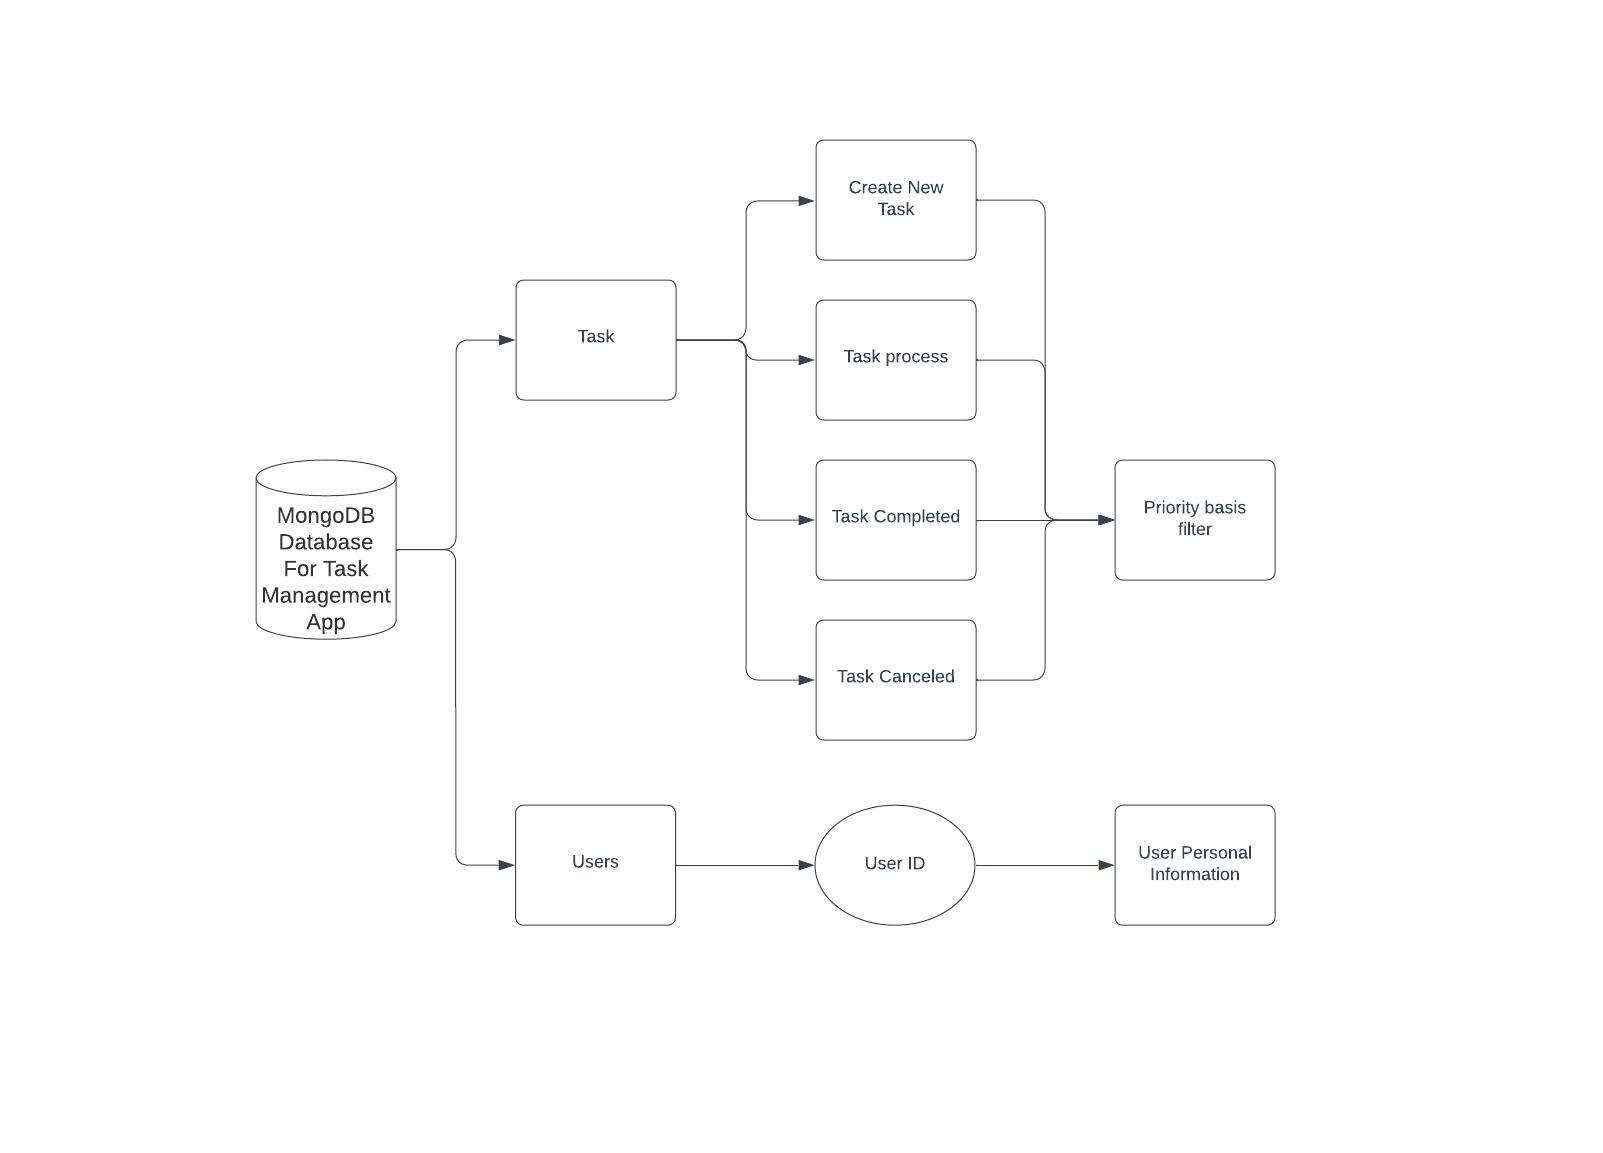 Create New
Task
Task
Task process
MongoDB
Database
For Task
Management
App
Task Completed
Priority basis
filter
Task Canceled
Users
User ID
User Personal
Information